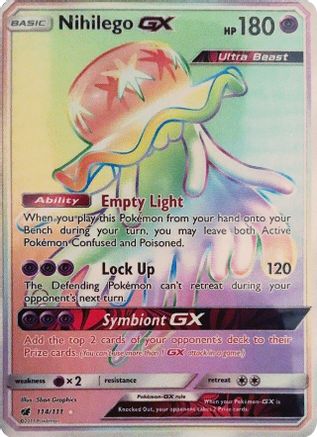 BASIC Nihilego GX HP 180
Ultra Beast
Ability Empty Light
When you play this Pokémon from your hand onto your
Bench during your turn, you may leave both Active
Pokémon Confused and Poisoned.
Lock Up 120
The Defending Pokémon can't retreat during your
opponent's next turn.
Symbiont GX
Add the top 2 cards of your opponent's deck to their
Prize cards. (You can't use more than 1 GX attack in a game.)
weakness ×2 resistance retreat
Pokémon-GX rule
Illus. 5ban Graphics
When your Pokémon-GX is
114/111
Knocked Out, your opponent takes 2 Prize cards.
©2017 Pokémon